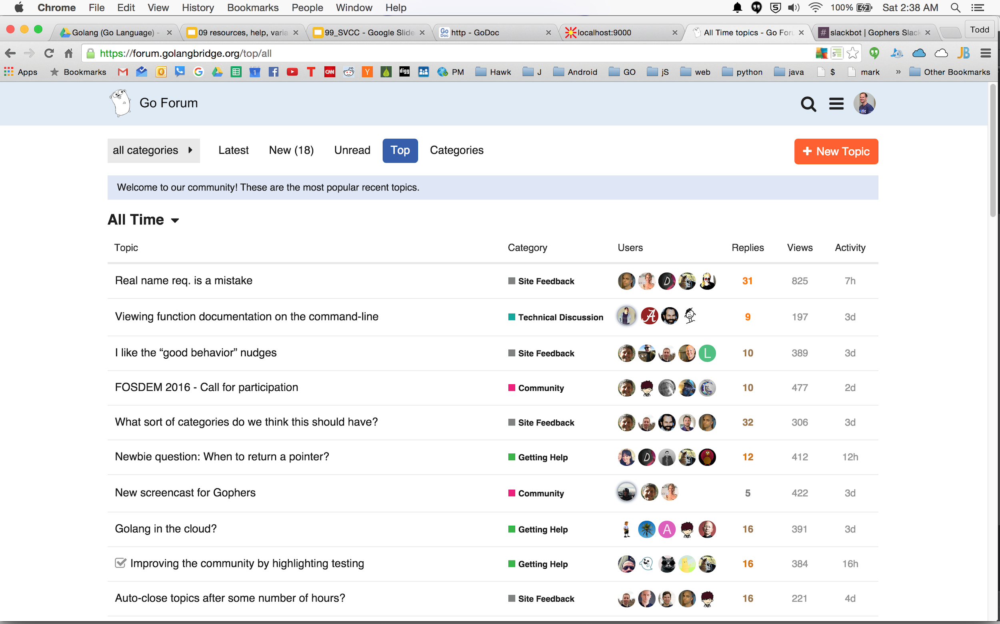 Chrome File Edit View History Bookmarks People Window Help 100% Sat 2:38 AM
Golang (Go Language) - 09 resources, help, varia 99_SVCC - Google Slide Go Doc http - GoDoc localhost:9000 All Time topics - Go Foru # slackbot | Gophers Slack Todd
https://forum.golangbridge.org/top/all JB
Apps Bookmarks 1 T CNN Y digg PM Hawk J Android GO jS web python java $ mark » Other Bookmarks
Go Forum
all categories Latest New (18) Unread Top Categories + New Topic
Welcome to our community! These are the most popular recent topics.
All Time
Topic Category Users Replies Views Activity
Real name req. is a mistake Site Feedback D 31 825 7h
Viewing function documentation on the command-line Technical Discussion A 9 197 3d
I like the “good behavior” nudges Site Feedback L 10 389 3d
FOSDEM 2016 - Call for participation Community 10 477 2d
What sort of categories do we think this should have? Site Feedback 32 306 3d
Newbie question: When to return a pointer? Getting Help D 12 412 12h
New screencast for Gophers Community 5 422 3d
Golang in the cloud? Getting Help A 16 391 3d
Improving the community by highlighting testing Getting Help 16 384 16h
Auto-close topics after some number of hours? Site Feedback 16 221 4d